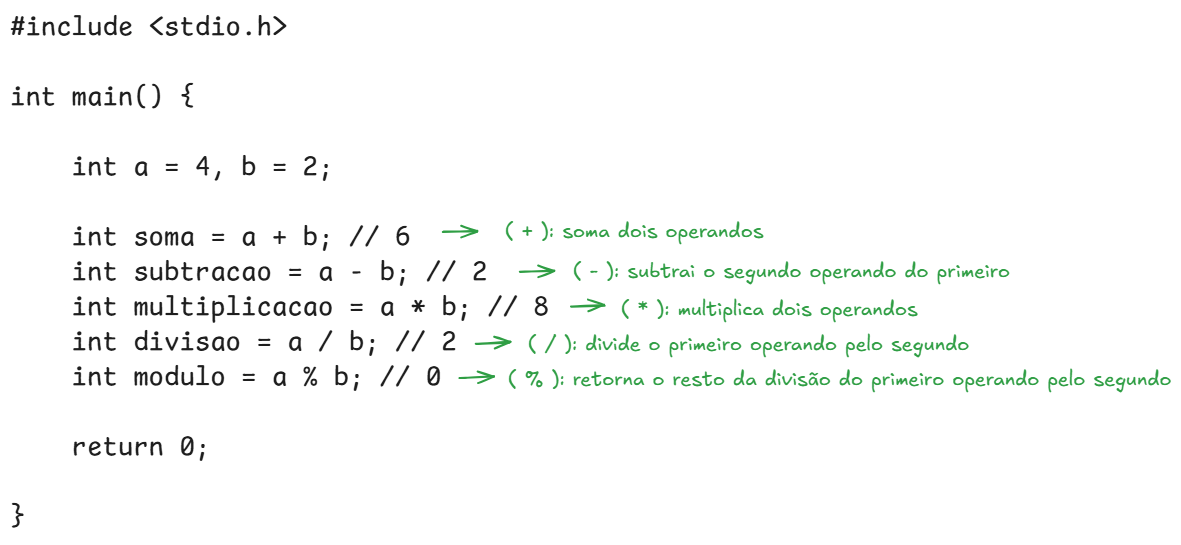 #include <stdio.h>
int main() {
int a = 4, b = 2;
int soma = a + b; // 6 ( + ): soma dois operandos
int subtracao = a - b; // 2 ( - ): subtrai o segundo operando do primeiro
int multiplicacao = a * b; // 8 ( * ): multiplica dois operandos
int divisao = a / b; // 2 ( / ): divide o primeiro operando pelo segundo
int modulo = a % b; // 0 ( % ): retorna o resto da divisão do primeiro operando pelo segundo
return 0;
}